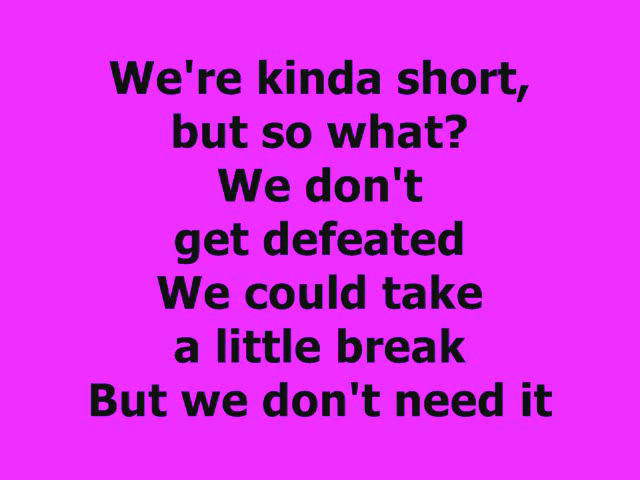 We're kinda short,
but so what?
We don't
get defeated
We could take
a little break
But we don't need it